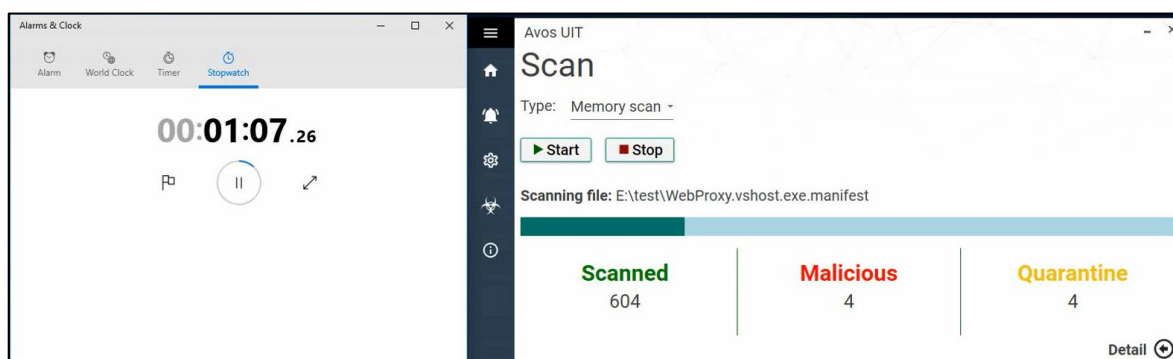 Alarms & Clock
Alarm World Clock Timer Stopwatch
00:01:07.26
Avos UIT
Scan
Type: Memory scan
Start Stop
Scanning file: E:\test\WebProxy.vshost.exe.manifest
Scanned Malicious Quarantine
604 4 4
Detail